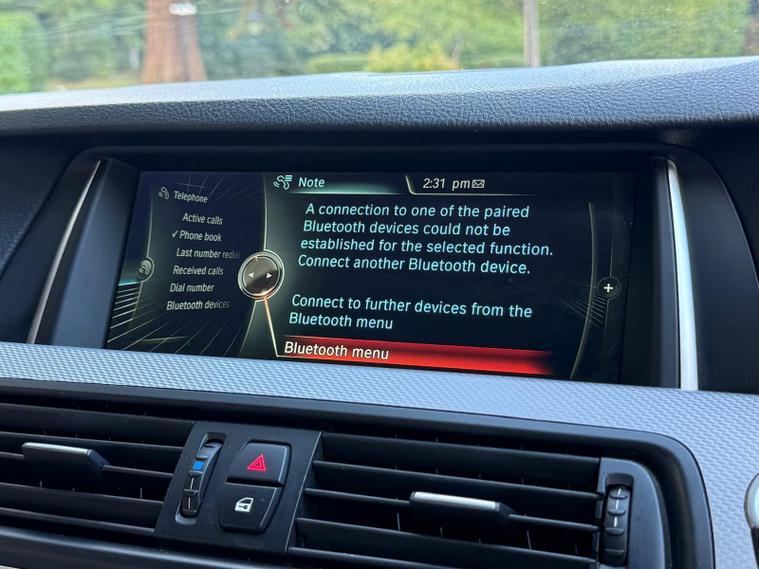 Telephone
Active calls
Phone book
Last number redial
Received calls
Dial number
Bluetooth devices
Note
2:31 pm
A connection to one of the paired
Bluetooth devices could not be
established for the selected function.
Connect another Bluetooth device.
Connect to further devices from the
Bluetooth menu
Bluetooth menu